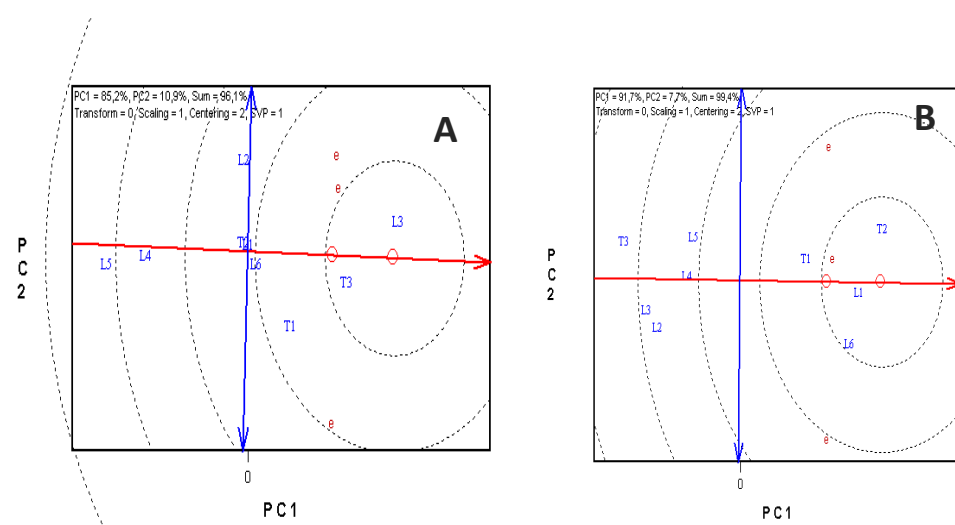 PC1 = 85,2%, PC2 = 10,9%, Sum = 96,1%
Transform = 0, Scaling = 1, Centering = 2, SVP = 1
A
e
L2
e
L3
P
C
2
L4
L5
L6
T3
T1
e
0
PC1
PC1 = 91,7%, PC2 = 7,7%, Sum = 99,4%
Transform = 0, Scaling = 1, Centering = 2, SVP = 1
B
e
T2
T3
L5
T1
e
P
C
2
L4
L1
L3
L2
L6
e
0
PC1